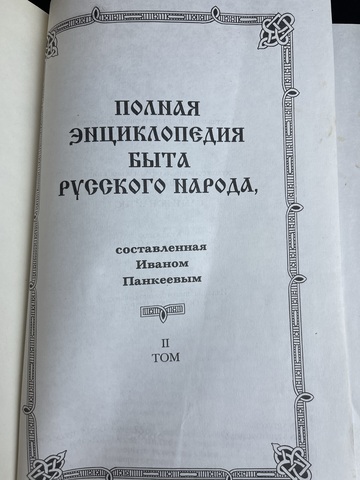 ПОЛНАЯ
ЭНЦИКЛОПЕДИЯ
БЫТА
РУССКОГО НАРОДА,
составленная
Иваном
Панкеевым
II
ТОМ